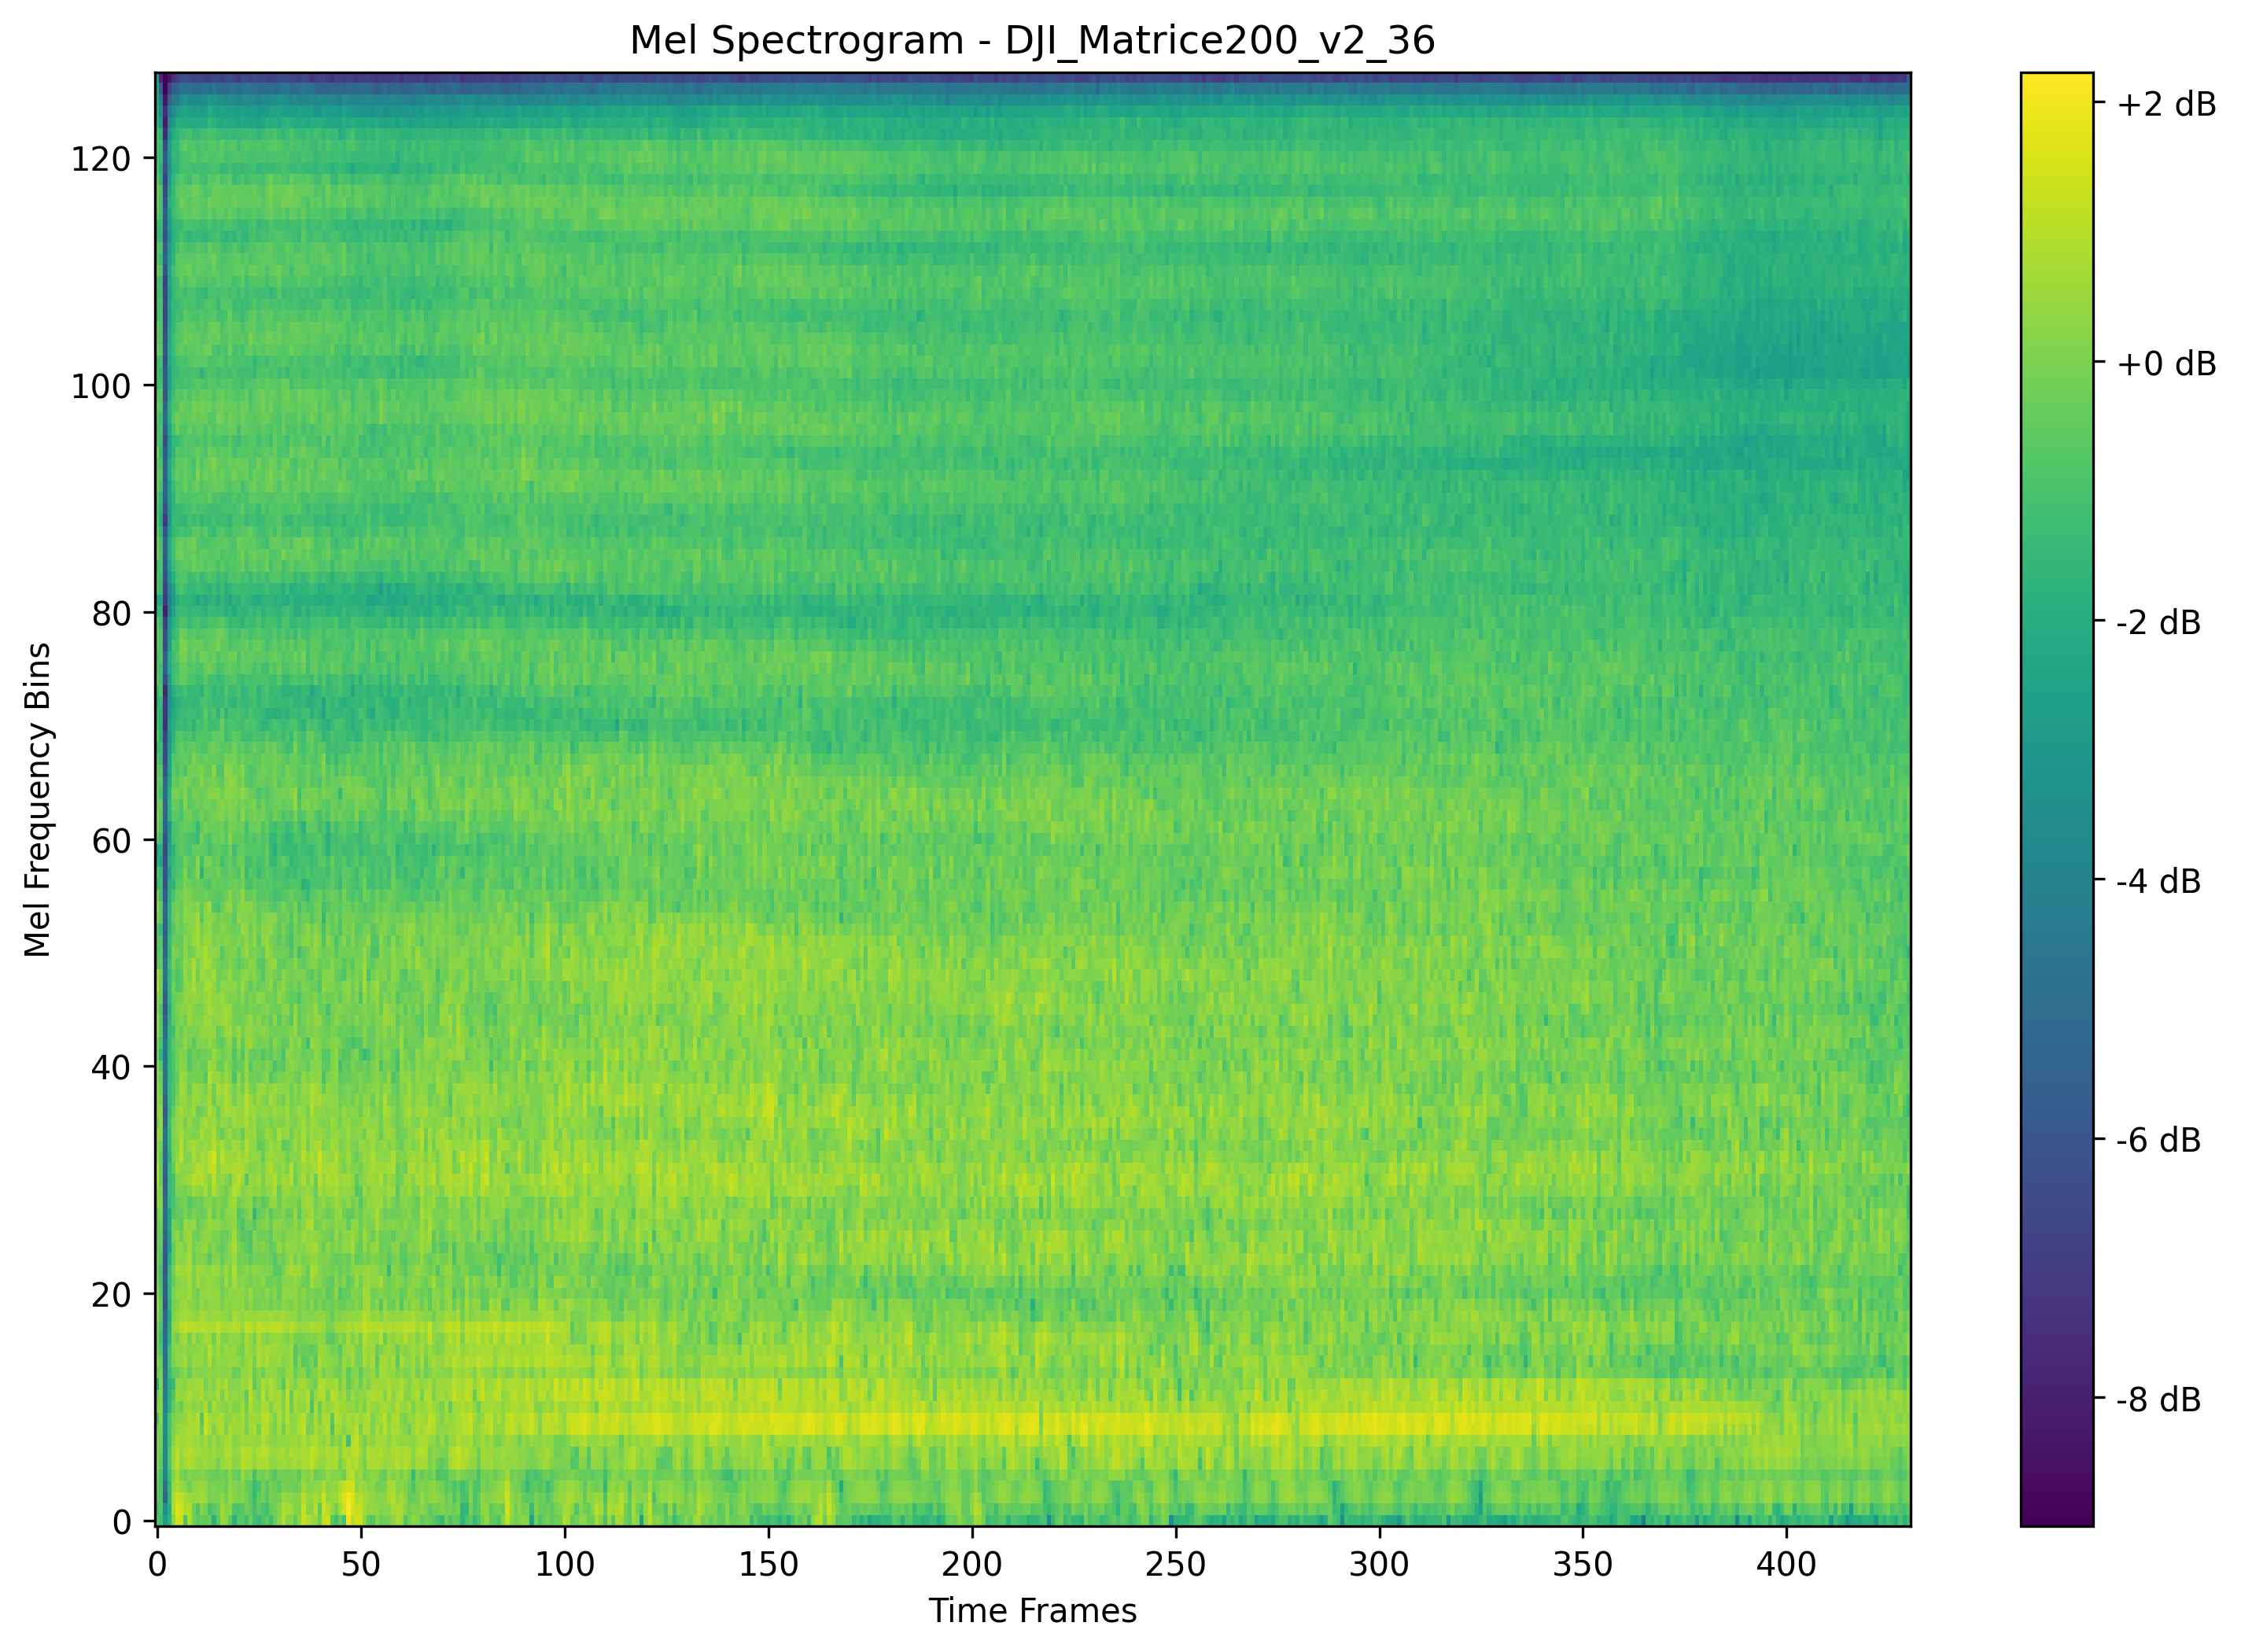 Mel Spectrogram - DJI_Matrice200_v2_36
Mel Frequency Bins
120
100
80
60
40
20
0
0 50 100 150 200 250 300 350 400
Time Frames
+2 dB
+0 dB
-2 dB
-4 dB
-6 dB
-8 dB